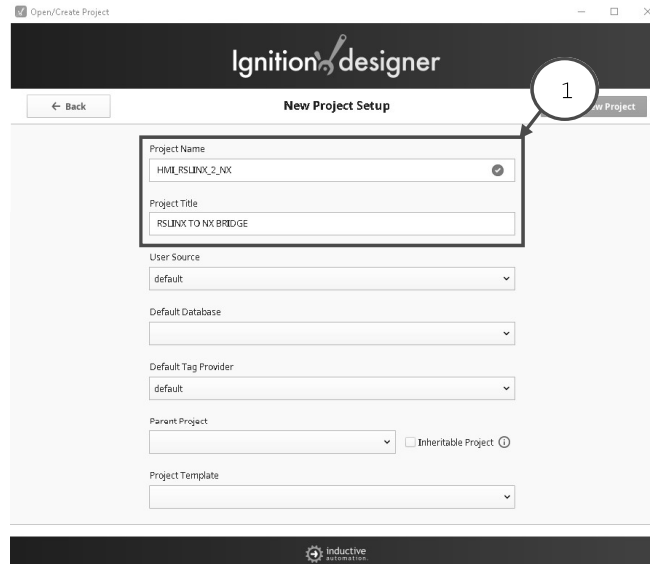 Open/Create Project
Ignition designer
← Back
New Project Setup
1
w Project
Project Name
HMI_RSLINX_2_NX
Project Title
RSLINX TO NX BRIDGE
User Source
default
Default Database
Default Tag Provider
default
Parent Project
Inheritable Project
Project Template
inductive
automation.